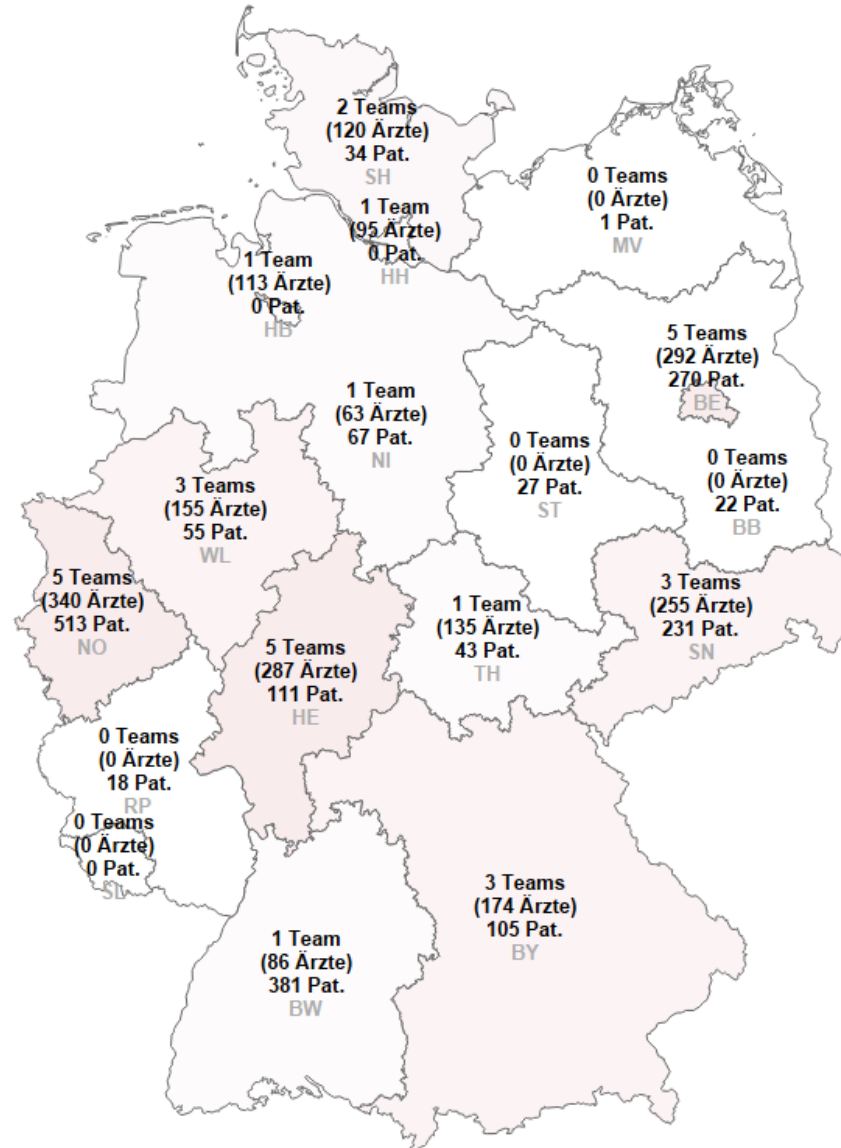 2 Teams
(120 Ärzte)
34 Pat.
SH
0 Teams
(0 Ärzte)
1 Pat.
MV
1 Team
(95 Ärzte)
0 Pat.
HH
1 Team
(113 Ärzte)
0 Pat.
HB
5 Teams
(292 Ärzte)
270 Pat.
BE
1 Team
(63 Ärzte)
67 Pat.
NI
0 Teams
(0 Ärzte)
27 Pat.
ST
0 Teams
(0 Ärzte)
22 Pat.
BB
3 Teams
(155 Ärzte)
55 Pat.
WL
5 Teams
(340 Ärzte)
513 Pat.
NO
5 Teams
(287 Ärzte)
111 Pat.
HE
1 Team
(135 Ärzte)
43 Pat.
TH
3 Teams
(255 Ärzte)
231 Pat.
SN
0 Teams
(0 Ärzte)
18 Pat.
RP
0 Teams
(0 Ärzte)
0 Pat.
SL
1 Team
(86 Ärzte)
381 Pat.
BW
3 Teams
(174 Ärzte)
105 Pat.
BY